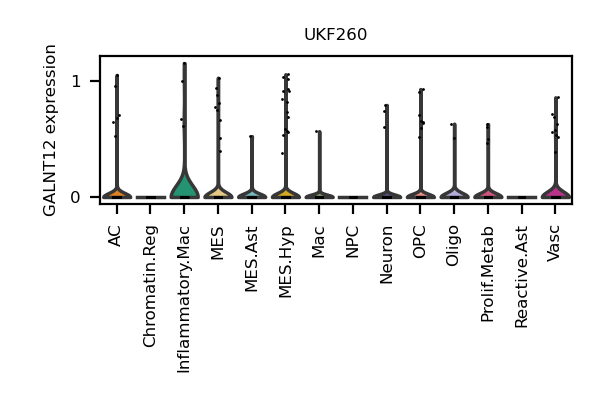 UKF260
GALNT12 expression
1
0
AC
Chromatin.Reg
Inflammatory.Mac
MES
MES.Ast
MES.Hyp
Mac
NPC
Neuron
OPC
Oligo
Prolif.Metab
Reactive.Ast
Vasc